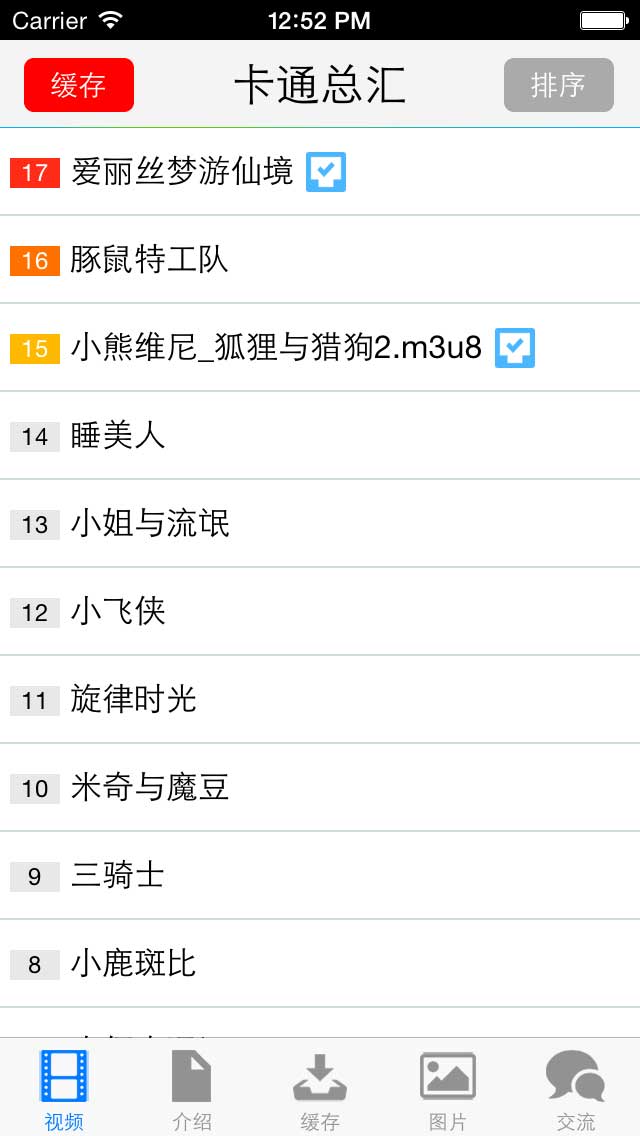 Carrier 12:52 PM
缓存 卡通总汇 排序
17 爱丽丝梦游仙境
16 豚鼠特工队
15 小熊维尼_狐狸与猎狗2.m3u8
14 睡美人
13 小姐与流氓
12 小飞侠
11 旋律时光
10 米奇与魔豆
9 三骑士
8 小鹿斑比
视频 介绍 缓存 图片 交流